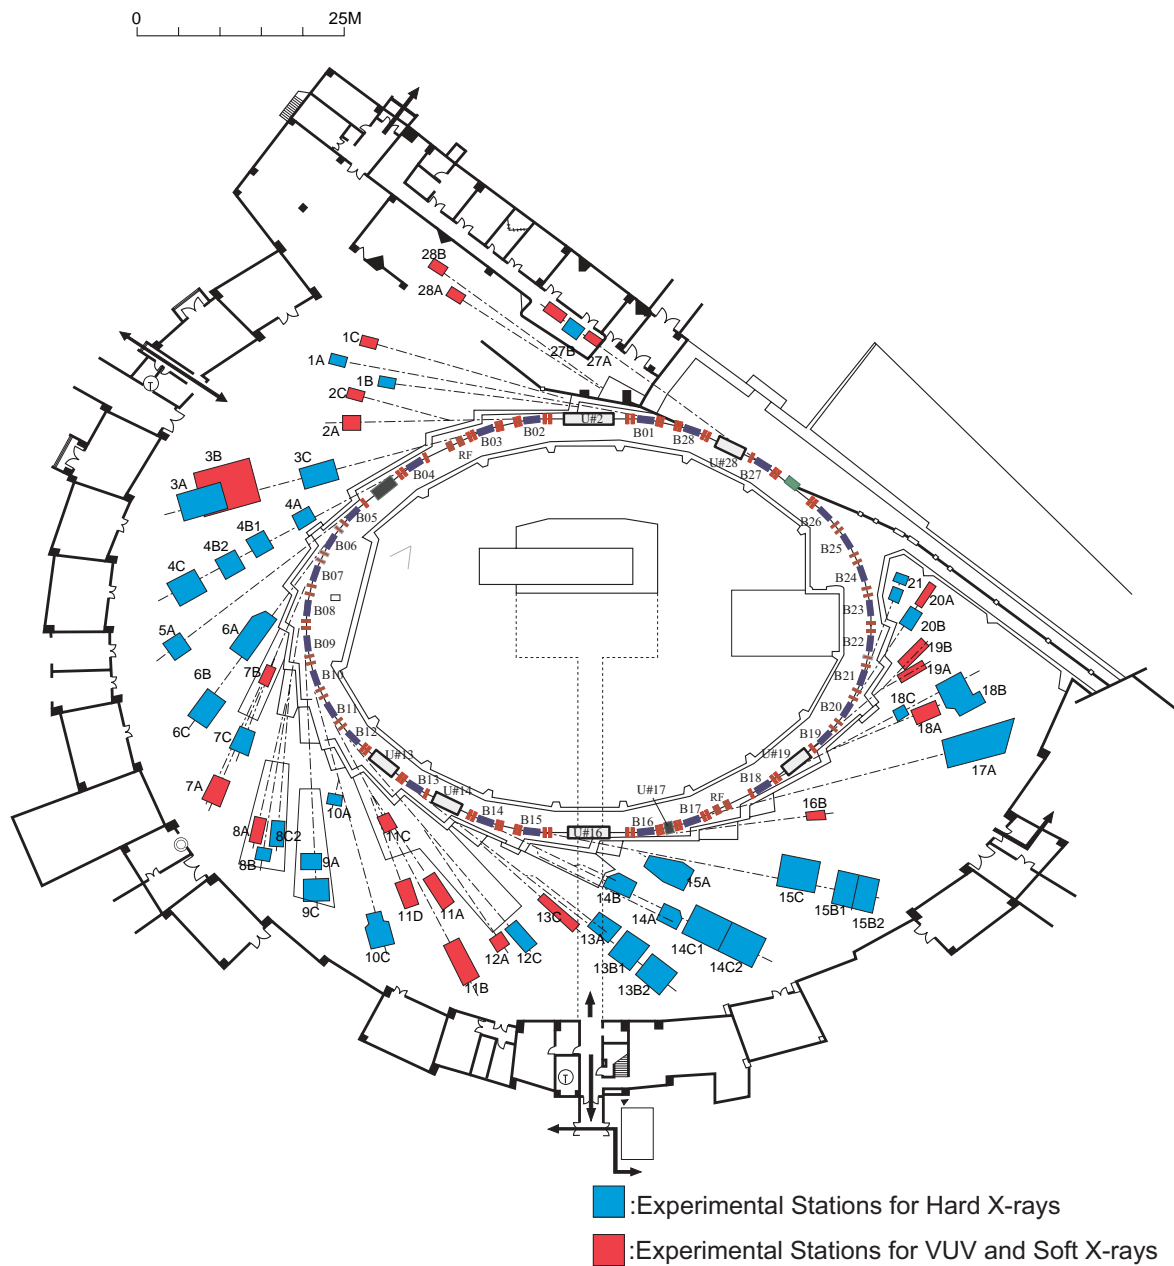 0 25M
28B
28A
27B
27A
1C
1A
1B
2C
2A
U#2
B02
B01
B03
B28
RF
U#28
B04
B27
3B
3C
3A
B05
B26
4A
4B1
4B2
4C
B06
B25
B07
B24
21
20A
B08
B23
20B
5A
6A
B09
B22
19B
19A
6B
7B
B10
B21
18C
18B
18A
6C
7C
B11
B20
B12
B19
U#13
U#19
17A
7A
B13
B18
U#14
U#17
RF
10A
B14
B15
U#16
B16
B17
16B
8A
8C2
8B
11C
9A
9C
15A
14B
15C
15B1
15B2
11D
11A
13C
14A
10C
12A
12C
13A
14C1
14C2
11B
13B1
13B2
T
T
:Experimental Stations for Hard X-rays
:Experimental Stations for VUV and Soft X-rays